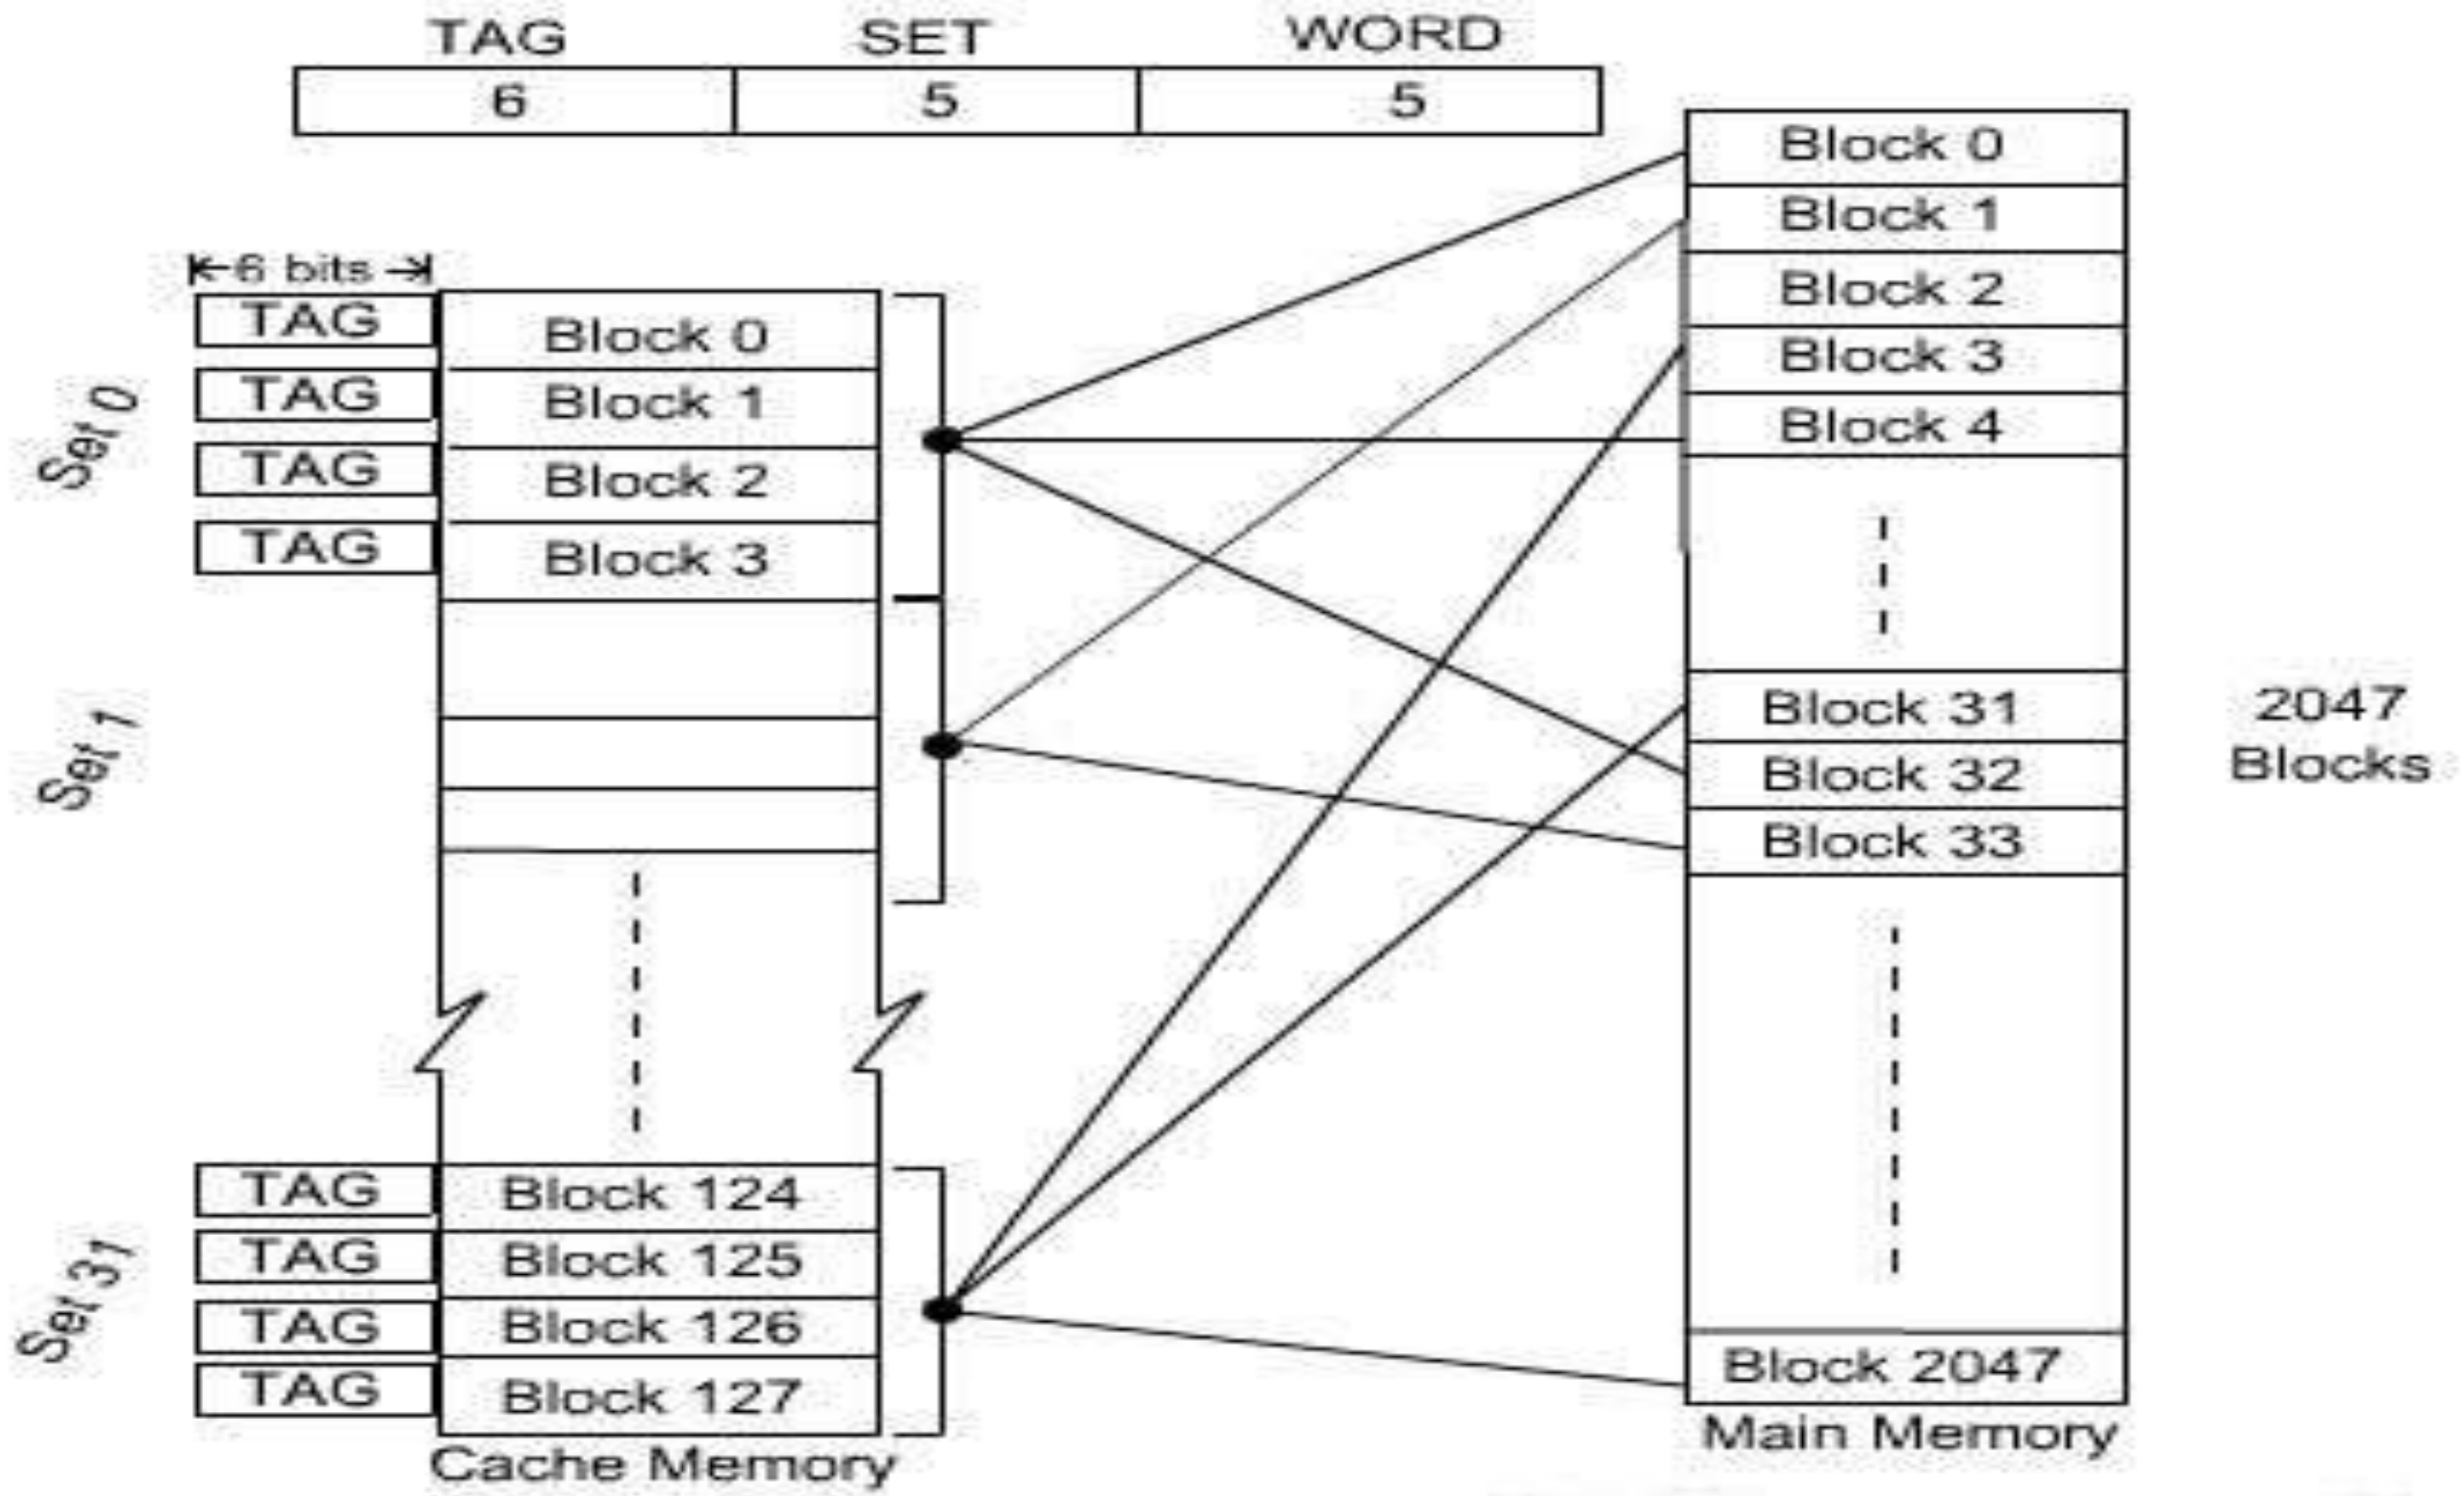 TAG SET WORD
6 5 5
6 bits
Set 0
TAG Block 0
TAG Block 1
TAG Block 2
TAG Block 3
Set 1
Set 31
TAG Block 124
TAG Block 125
TAG Block 126
TAG Block 127
Cache Memory
Block 0
Block 1
Block 2
Block 3
Block 4
Block 31
Block 32
Block 33
Block 2047
Main Memory
2047
Blocks